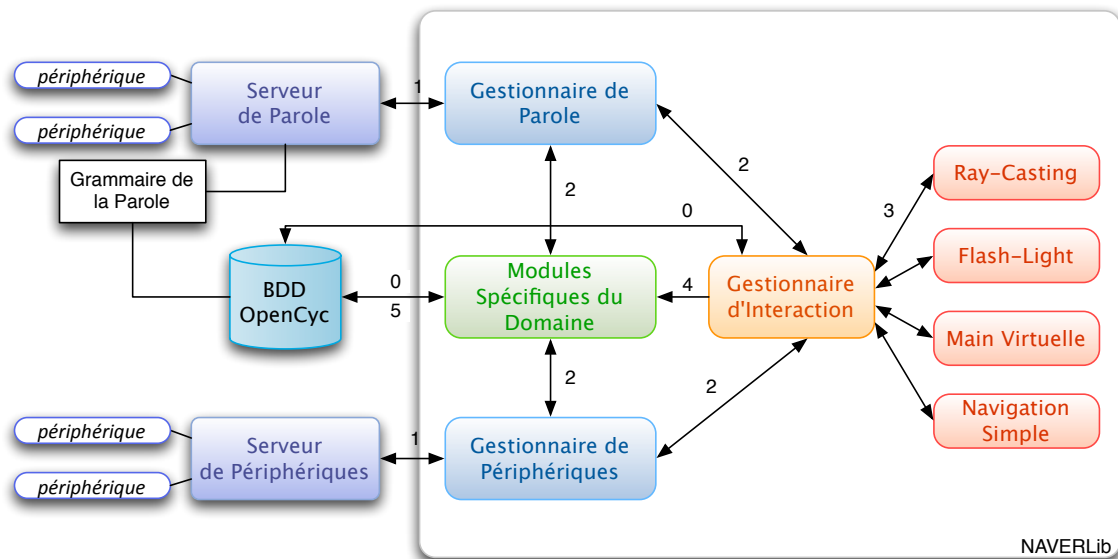 périphérique
périphérique
Serveur
de Parole
1
Gestionnaire de
Parole
Grammaire de
la Parole
2
2
0
3
Ray-Casting
Flash-Light
BDD
OpenCyc
0
5
Modules
Spécifiques du
Domaine
4
Gestionnaire
d'Interaction
Main Virtuelle
2
2
Navigation
Simple
périphérique
périphérique
Serveur
de Périphériques
1
Gestionnaire de
Périphériques
NAVERLib